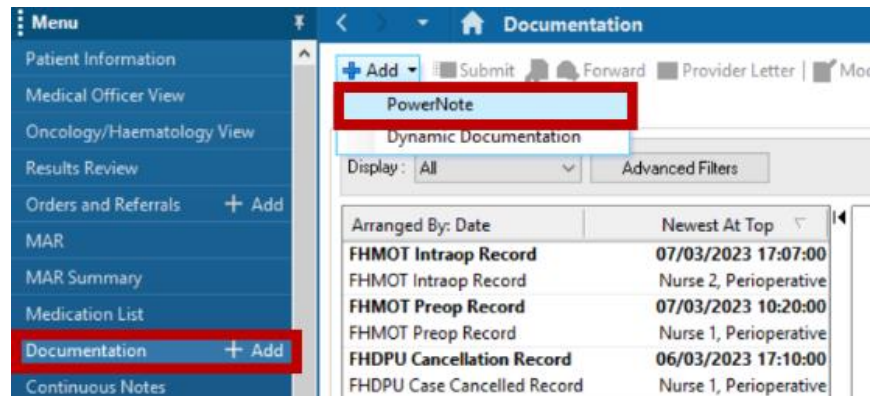 Menu
Patient Information
Medical Officer View
Oncology/Haematology View
Results Review
Orders and Referrals + Add
MAR
MAR Summary
Medication List
Documentation + Add
Continuous Notes
Documentation
Add Submit Forward Provider Letter
PowerNote
Dynamic Documentation
Display: All Advanced Filters
Arranged By: Date Newest At Top
FHMOT Intraop Record 07/03/2023 17:07:00
FHMOT Intraop Record Nurse 2, Perioperative
FHMOT Preop Record 07/03/2023 10:20:00
FHMOT Preop Record Nurse 1, Perioperative
FHDPU Cancellation Record 06/03/2023 17:10:00
FHDPU Case Cancelled Record Nurse 1, Perioperative